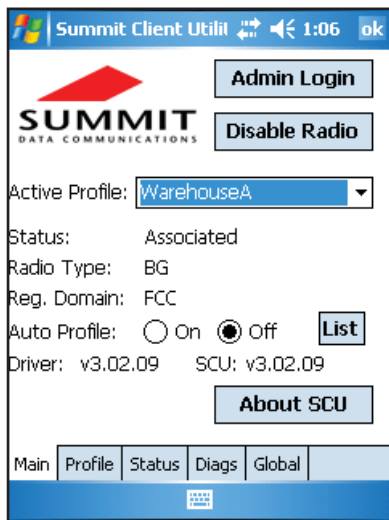 Summit Client Utilit 1:06 ok
Admin Login
SUMMIT
DATA COMMUNICATIONS
Disable Radio
Active Profile: WarehouseA
Status: Associated
Radio Type: BG
Reg. Domain: FCC
Auto Profile: On Off List
Driver: v3.02.09 SCU: v3.02.09
About SCU
Main Profile Status Diags Global